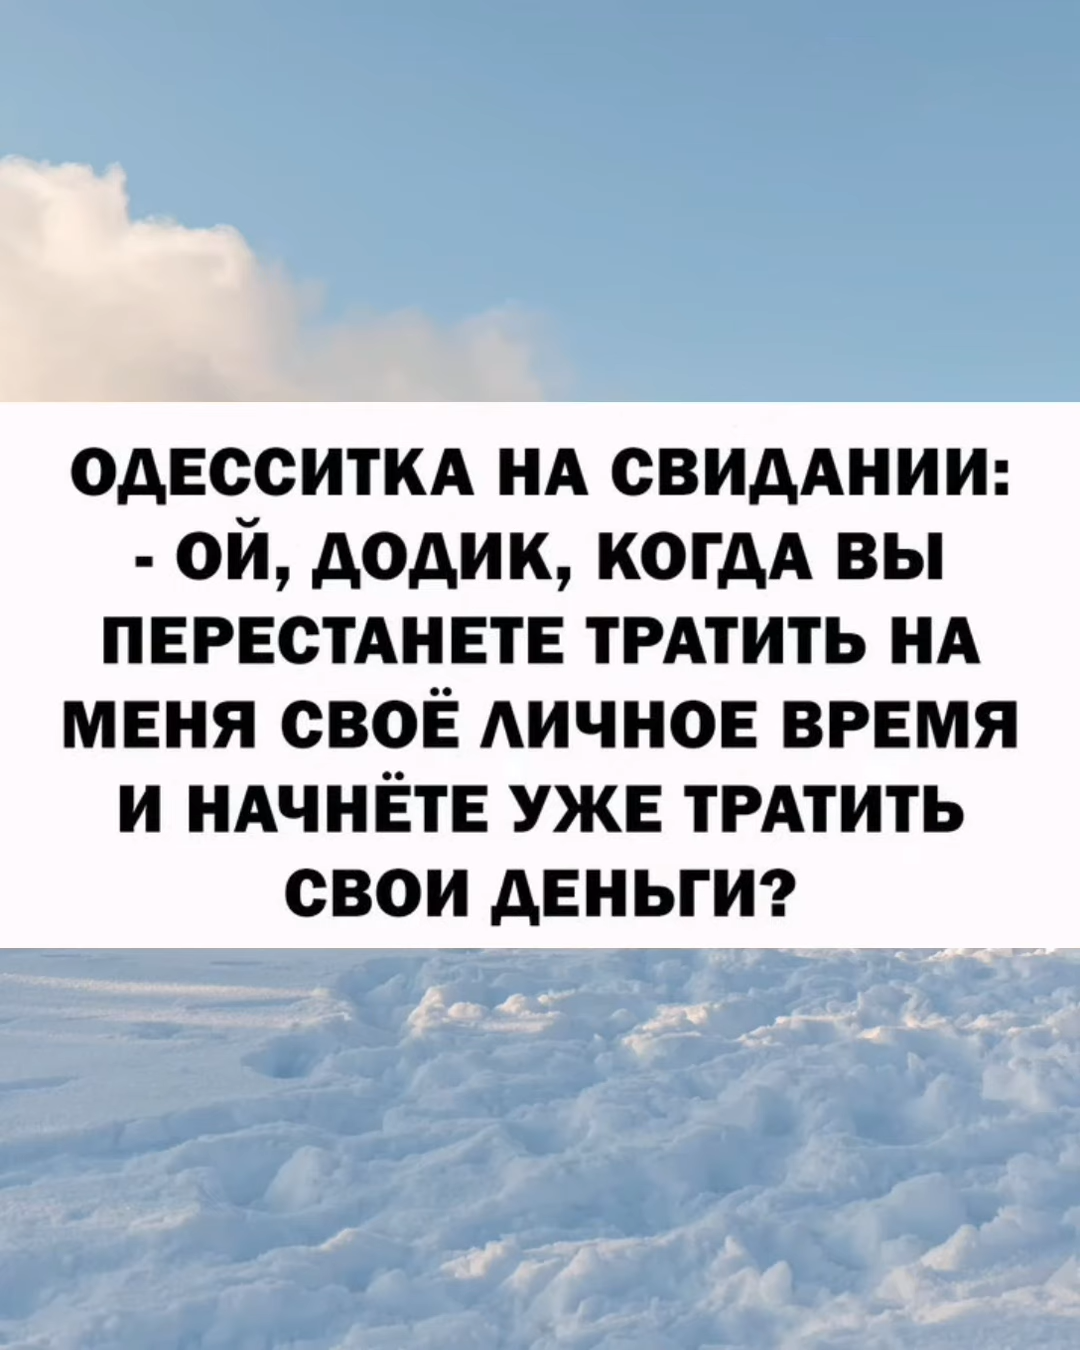 ОДЕССИТКА НА СВИДАНИИ:
- ОЙ, ДОДИК, КОГДА ВЫ
ПЕРЕСТАНЕТЕ ТРАТИТЬ НА
МЕНЯ СВОЁ ЛИЧНОЕ ВРЕМЯ
И НАЧНЁТЕ УЖЕ ТРАТИТЬ
СВОИ ДЕНЬГИ?